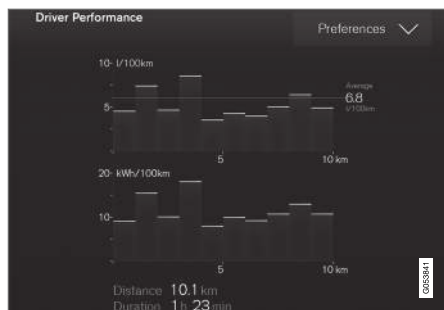 Driver Performance
Preferences
10- l/100km
Average
6.8
l/100km
5-
5
10 km
20- kWh/100km
10-
5
10 km
Distance 10.1 km
Duration 1 h 23 min
G053841